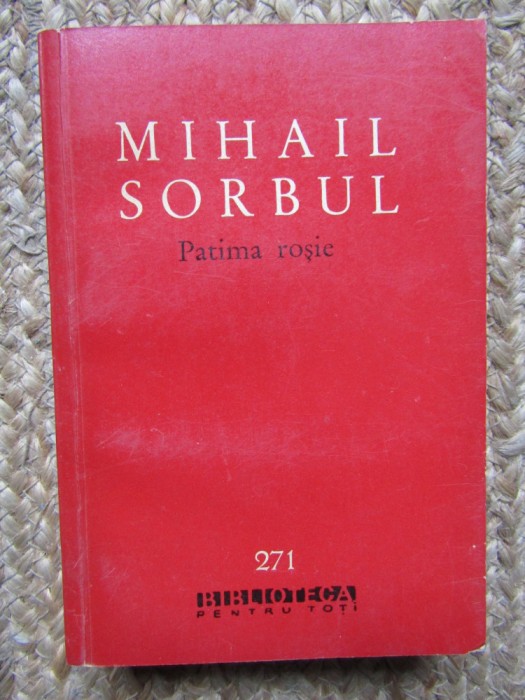 MIHAIL
SORBUL
Patima roșie
271
BIBLIOTECA
PENTRU TOȚI